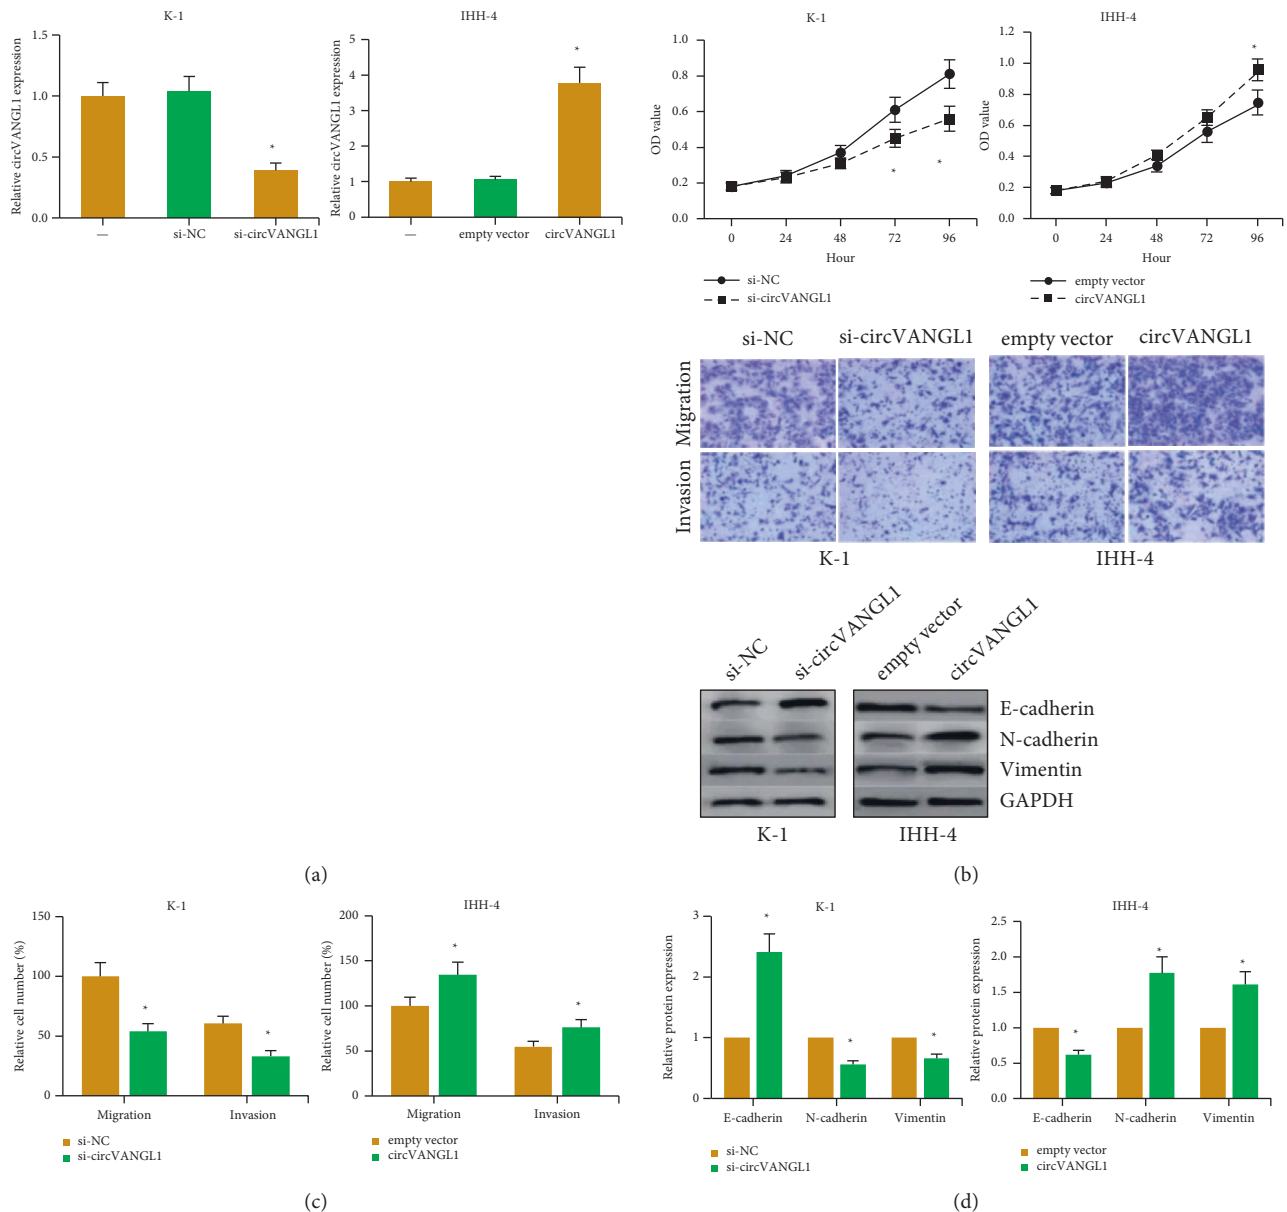 K-1
Relative circVANGL1 expression
1.5
1.0
0.5
0.0
—
si-NC
si-circVANGL1
*
IHH-4
Relative circVANGL1 expression
5
4
3
2
1
0
—
empty vector
circVANGL1
*
(a)
K-1
OD value
1.0
0.8
0.6
0.4
0.2
0.0
0 24 48 72 96
Hour
*
*
si-NC
si-circVANGL1
IHH-4
OD value
1.2
1.0
0.8
0.6
0.4
0.2
0.0
0 24 48 72 96
Hour
*
empty vector
circVANGL1
si-NC si-circVANGL1 empty vector circVANGL1
Migration
Invasion
K-1 IHH-4
si-NC si-circVANGL1 empty vector circVANGL1
E-cadherin
N-cadherin
Vimentin
GAPDH
K-1 IHH-4
(b)
K-1
Relative cell number (%)
150
100
50
0
*
*
Migration Invasion
si-NC
si-circVANGL1
IHH-4
Relative cell number (%)
200
150
100
50
0
*
*
Migration Invasion
empty vector
circVANGL1
(c)
K-1
Relative protein expression
3
2
1
0
*
*
*
E-cadherin N-cadherin Vimentin
si-NC
si-circVANGL1
IHH-4
Relative protein expression
2.5
2.0
1.5
1.0
0.5
0.0
*
*
*
E-cadherin N-cadherin Vimentin
empty vector
circVANGL1
(d)